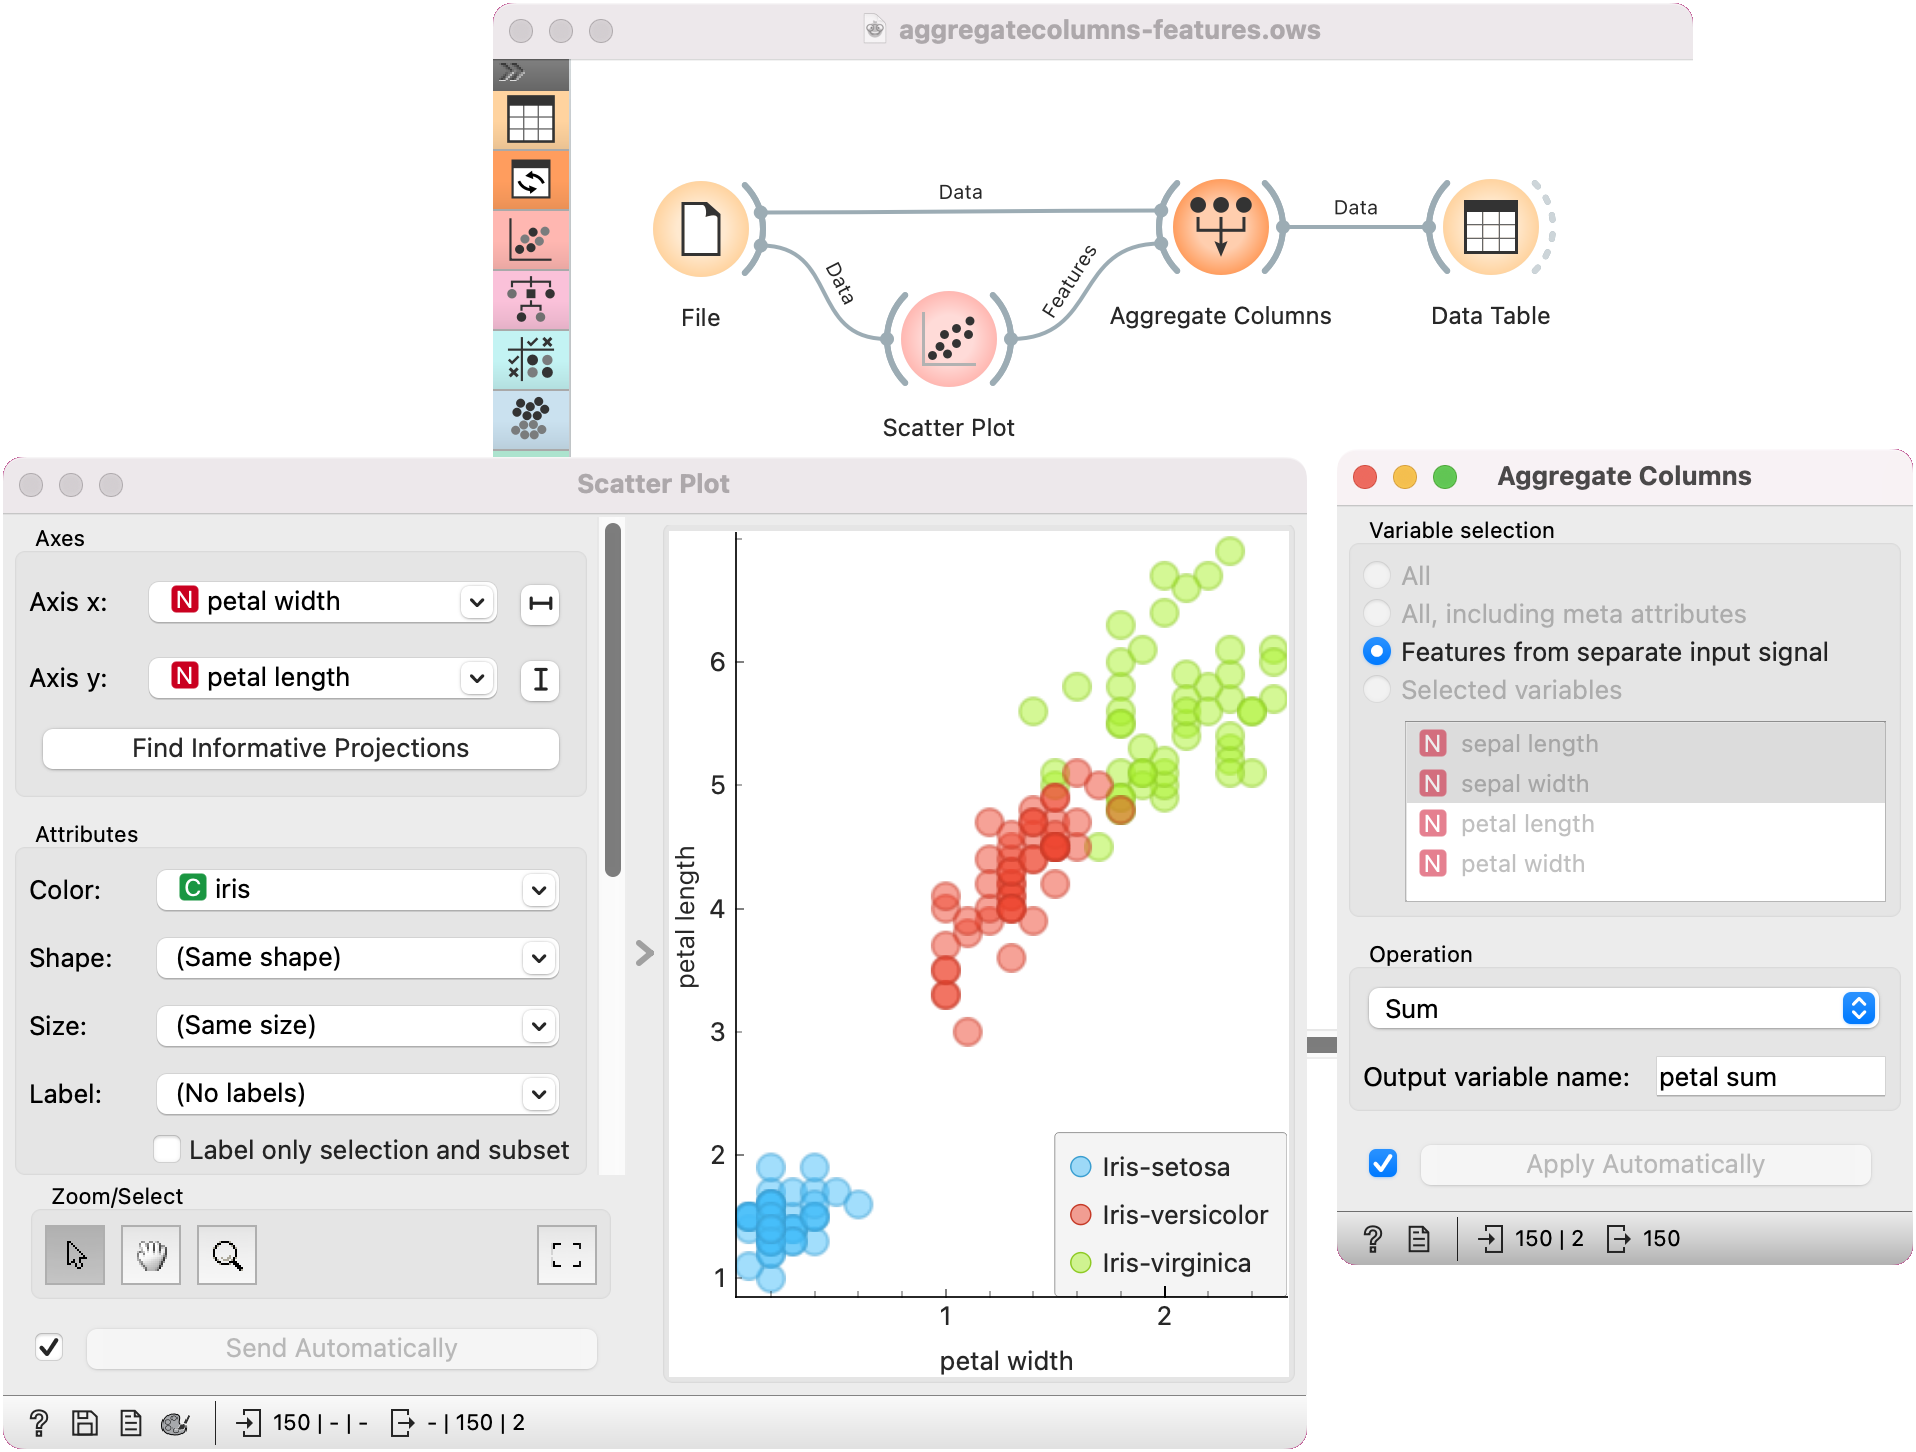 aggregatecolumns-features.ows
Data
Data
Features
Data
File
Aggregate Columns
Data Table
Scatter Plot
Scatter Plot
Axes
Axis x:
N petal width
Axis y:
N petal length
Find Informative Projections
Attributes
Color:
C iris
Shape:
(Same shape)
Size:
(Same size)
Label:
(No labels)
Label only selection and subset
Zoom/Select
Send Automatically
? 150 | - | - - | 150 | 2
petal length
6
5
4
3
2
1
1 2
petal width
Iris-setosa
Iris-versicolor
Iris-virginica
Aggregate Columns
Variable selection
All
All, including meta attributes
Features from separate input signal
Selected variables
N sepal length
N sepal width
N petal length
N petal width
Operation
Sum
Output variable name: petal sum
Apply Automatically
? 150 | 2 150